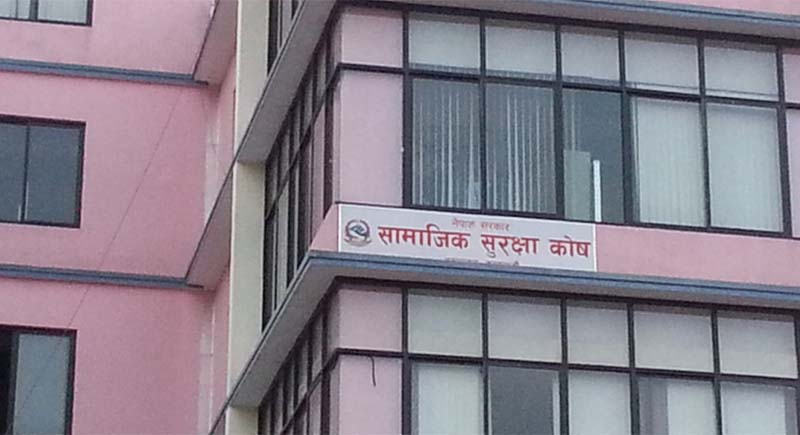 नेपाल सरकार
सामाजिक सुरक्षा कोष